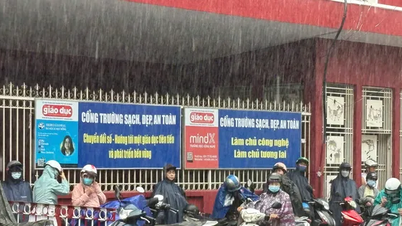 giáo dục
CỔNG TRƯỜNG SẠCH, ĐẸP, AN TOÀN
Chuyển đổi số - Hướng tới một giáo dục tiên tiến
và phát triển bền vững
giáo dục
mindX
CỔNG TRƯỜNG SẠCH, ĐẸP, AN TOÀN
Làm chủ công nghệ
Làm chủ tương lai